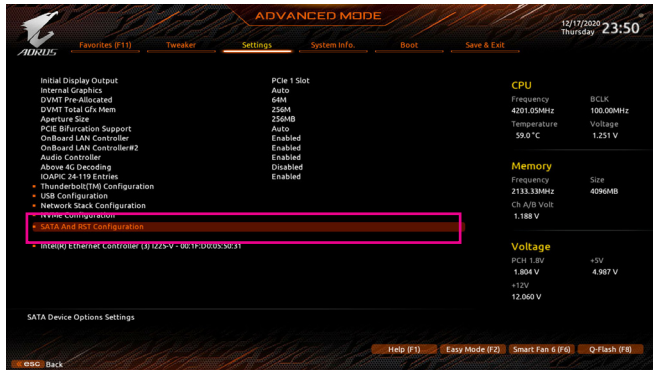 ADVANCED MODE
12/17/2020 23:50
Thursday
AORUS
Favorites (F11) Tweaker Settings System Info. Boot Save & Exit
Initial Display Output PCIe 1 Slot
Internal Graphics Auto
DVMT Pre-Allocated 64M
DVMT Total Gfx Mem 256M
Aperture Size 256MB
PCIE Bifurcation Support Auto
OnBoard LAN Controller Enabled
OnBoard LAN Controller#2 Enabled
Audio Controller Enabled
Above 4G Decoding Disabled
IOAPIC 24-119 Entries Enabled
Thunderbolt(TM) Configuration
USB Configuration
Network Stack Configuration
NVMe Configuration
SATA And RST Configuration
Intel(R) Ethernet Controller (3) I225-V - 00:1F:D0:05:50:31
CPU
Frequency BCLK
4201.05MHz 100.00MHz
Temperature Voltage
59.0 °C 1.251 V
Memory
Frequency Size
2133.33MHz 4096MB
Ch A/B Volt
1.188 V
Voltage
PCH 1.8V +5V
1.804 V 4.987 V
+12V
12.060 V
SATA Device Options Settings
Help (F1) Easy Mode (F2) Smart Fan 6 (F6) Q-Flash (F8)
esc Back